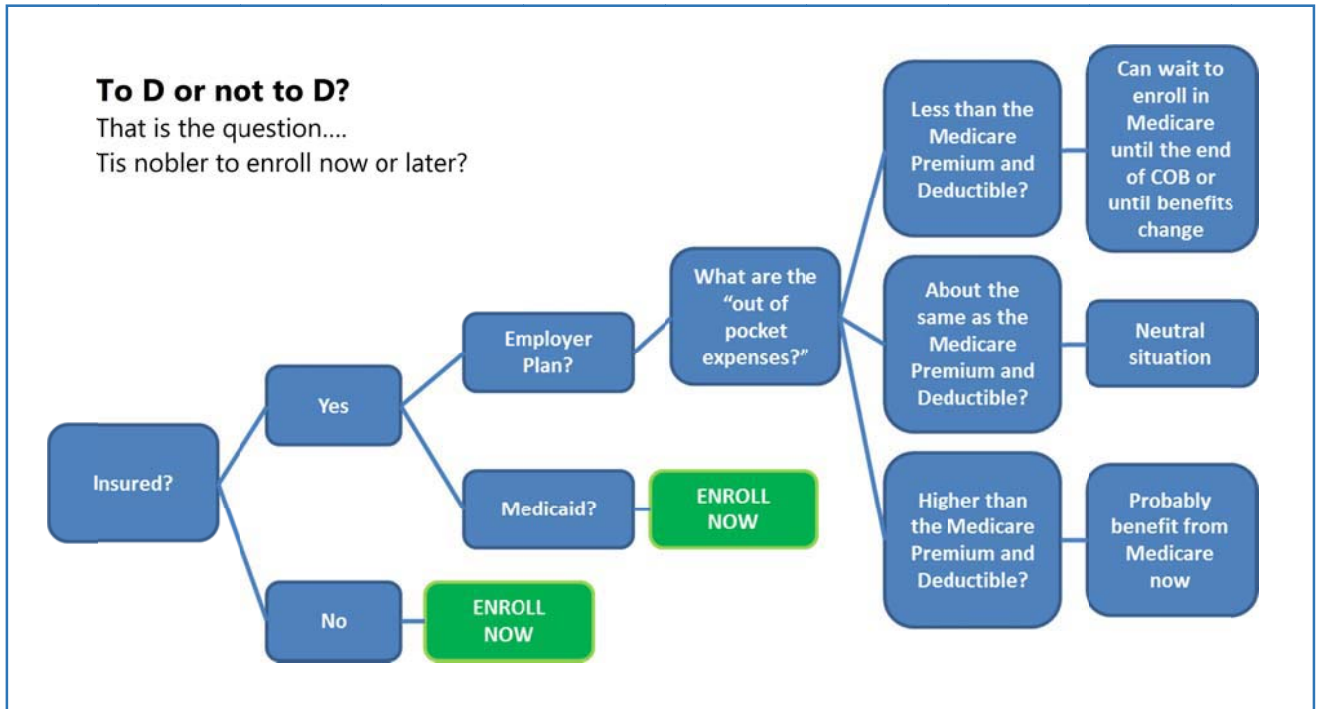 To D or not to D?
That is the question....
Tis nobler to enroll now or later?
Insured?
Yes
No
ENROLL
NOW
Employer
Plan?
Medicaid?
ENROLL
NOW
What are the
“out of
pocket
expenses?”
Less than the
Medicare
Premium and
Deductible?
Can wait to
enroll in
Medicare
until the end
of COB or
until benefits
change
About the
same as the
Medicare
Premium and
Deductible?
Neutral
situation
Higher than
the Medicare
Premium and
Deductible?
Probably
benefit from
Medicare
now